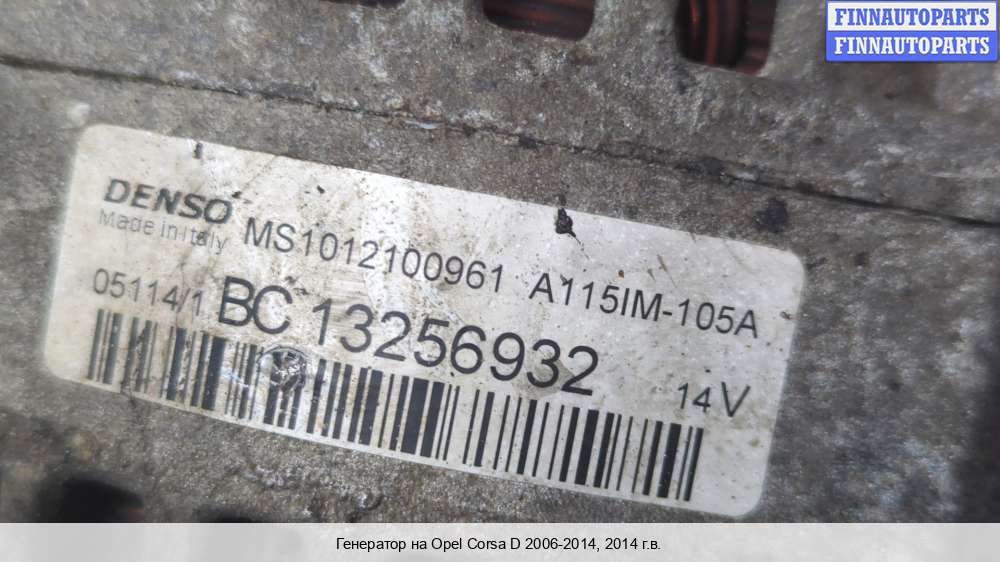 FINNAUTOPARTS
FINNAUTOPARTS
DENSO
Made in Italy
MS1012100961 A115IM-105A
05114/1 BC 13256932
14 V
Генератор на Opel Corsa D 2006-2014, 2014 г.в.